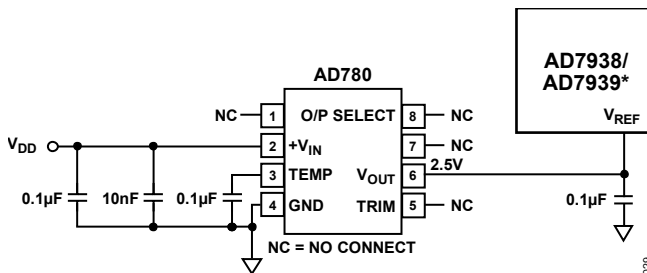 AD7938/
AD7939*
VREF
AD780
NC 1 O/P SELECT 8 NC
VDD 2 +VIN 7 NC
3 TEMP VOUT 6 2.5V
4 GND TRIM 5 NC
0.1µF 10nF 0.1µF 0.1µF
NC = NO CONNECT